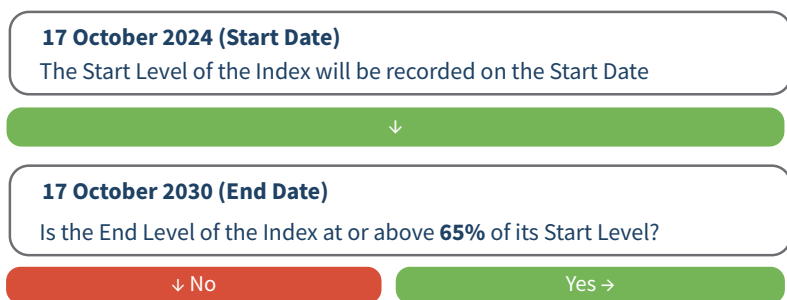 17 October 2024 (Start Date)
The Start Level of the Index will be recorded on the Start Date
↓
17 October 2030 (End Date)
Is the End Level of the Index at or above 65% of its Start Level?
↓ No
Yes →